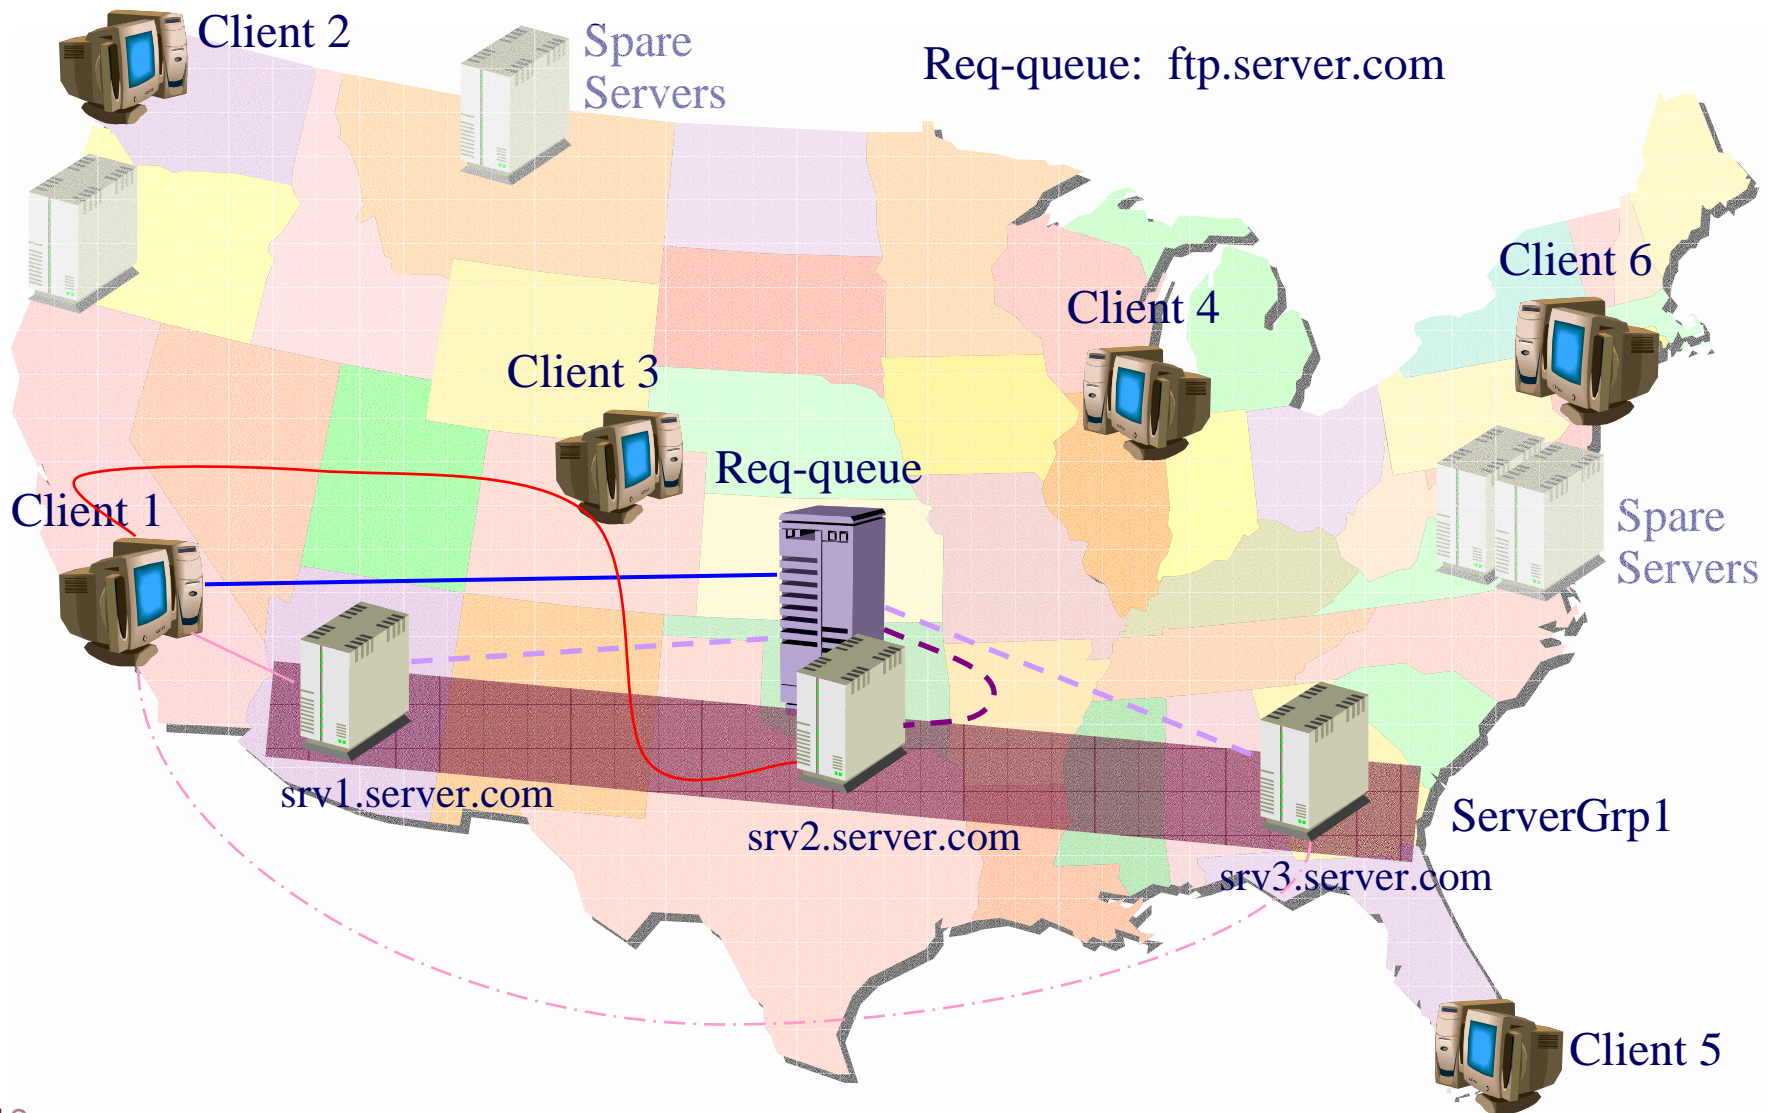 Client 2
Spare
Servers
Req-queue: ftp.server.com
Client 6
Client 4
Client 3
Req-queue
Client 1
Spare
Servers
srv1.server.com
srv2.server.com
ServerGrp1
srv3.server.com
Client 5